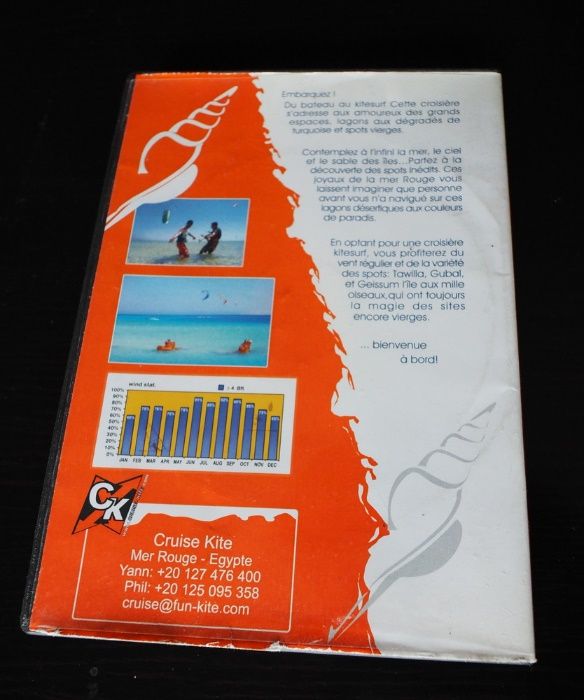 Embarquez !
Du bateau au kitesurf Cette croisière
s'adresse aux amoureux des grands
espaces, lagons aux dégradés de
turquoise et spots vierges.
Contemplez à l'infini la mer, le ciel
et le sable des îles...Partez à la
découverte des spots inédits. Ces
joyaux de la mer Rouge vous
laissent imaginer que personne
avant vous n'a navigué sur ces
lagons désertiques aux couleurs
de paradis.
En optant pour une croisière
kitesurf, vous profiterez du
vent régulier et de la variété
des spots: Tawilla, Gubal,
et Geissum l'île aux mille
oiseaux,qui ont toujours
la magie des sites
encore vierges.
... bienvenue
à bord!
wind stat.
100%
90%
80%
70%
60%
50%
40%
30%
20%
10%
0%
JAN FEB MAR APR MAY JUN JUL AUG SEP OCT NOV DEC
CK
Cruise Kite
Mer Rouge - Egypte
Yann: +20 127 476 400
Phil: +20 125 095 358
cruise@fun-kite.com